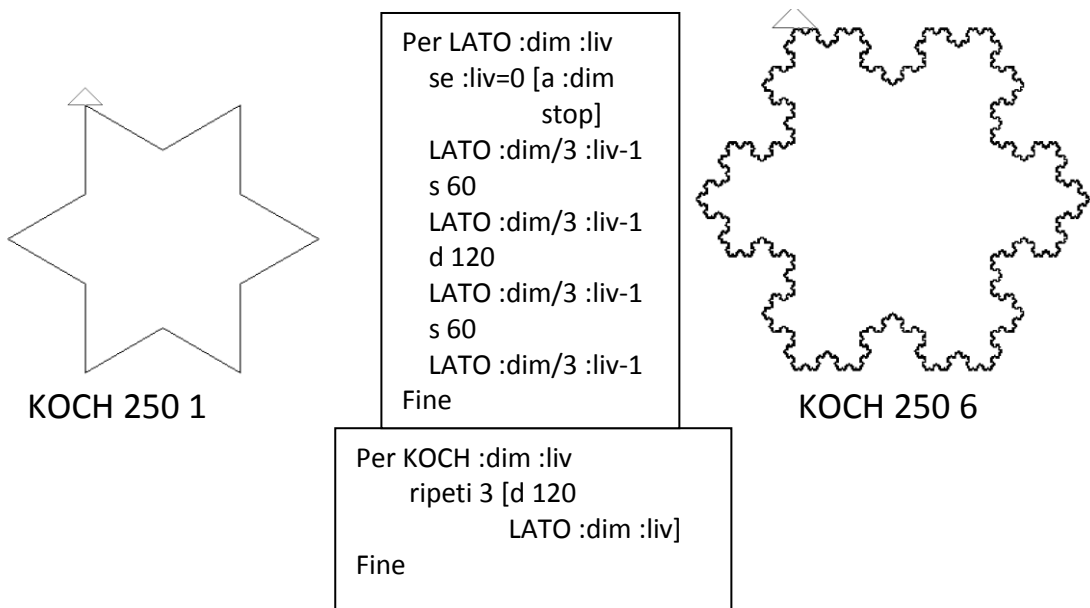 Per LATO :dim :liv
se :liv=0 [a :dim
stop]
LATO :dim/3 :liv-1
s 60
LATO :dim/3 :liv-1
d 120
LATO :dim/3 :liv-1
s 60
LATO :dim/3 :liv-1
Fine
KOCH 250 1
KOCH 250 6
Per KOCH :dim :liv
ripeti 3 [d 120
LATO :dim :liv]
Fine